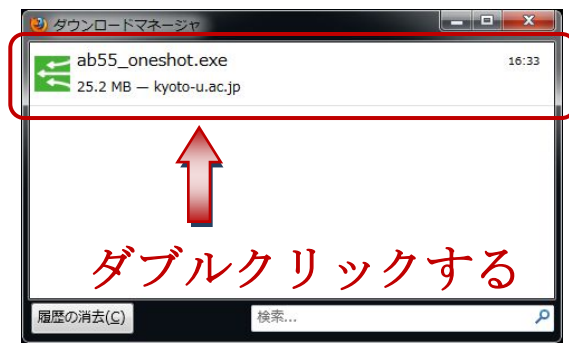 ダウンロードマネージャ
ab55_oneshot.exe
16:33
25.2 MB — kyoto-u.ac.jp
ダブルクリックする
履歴の消去(C)
検索...